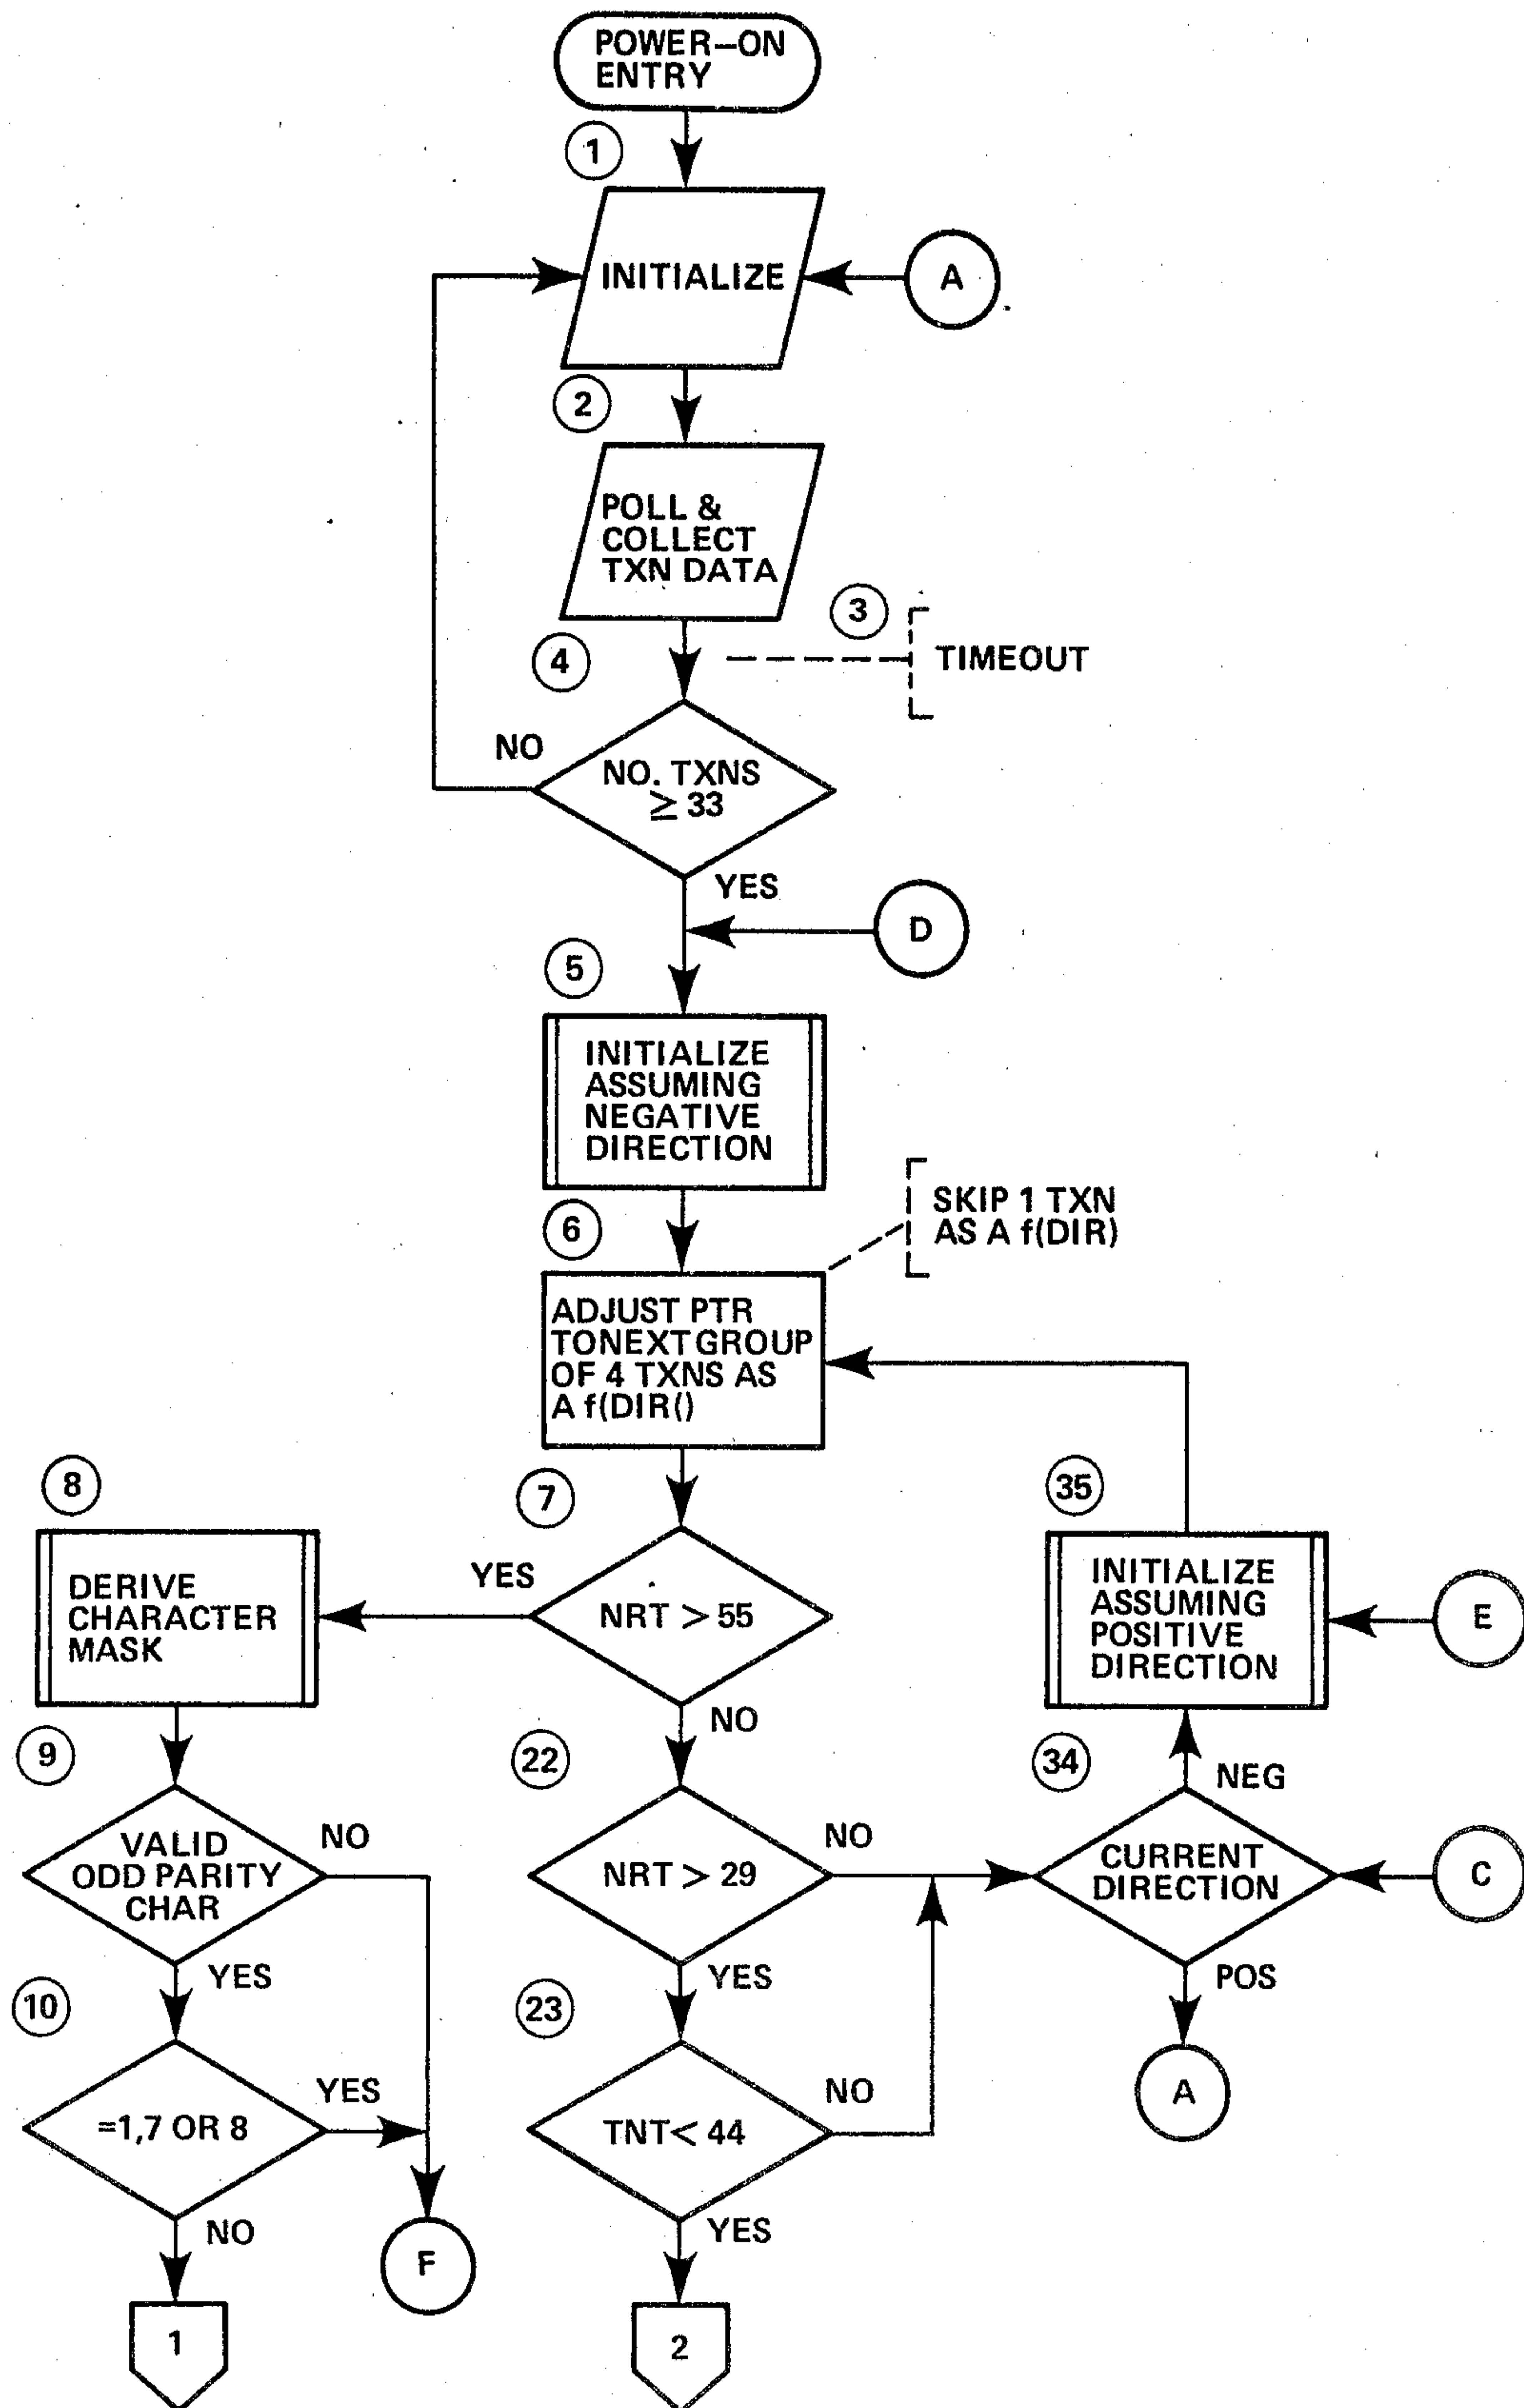 POWER–ON
ENTRY
1
INITIALIZE
A
2
POLL &
COLLECT
TXN DATA
3
TIMEOUT
4
NO
NO. TXNS
≥ 33
YES
D
5
INITIALIZE
ASSUMING
NEGATIVE
DIRECTION
6
SKIP 1 TXN
AS A f(DIR)
ADJUST PTR
TONEXT GROUP
OF 4 TXNS AS
A f(DIR()
8
7
35
DERIVE
CHARACTER
MASK
YES
NRT > 55
INITIALIZE
ASSUMING
POSITIVE
DIRECTION
E
NO
9
22
34
NEG
VALID
ODD PARITY
CHAR
NO
NRT > 29
NO
CURRENT
DIRECTION
C
YES
YES
POS
10
23
=1,7 OR 8
YES
TNT< 44
NO
A
NO
F
YES
1
2